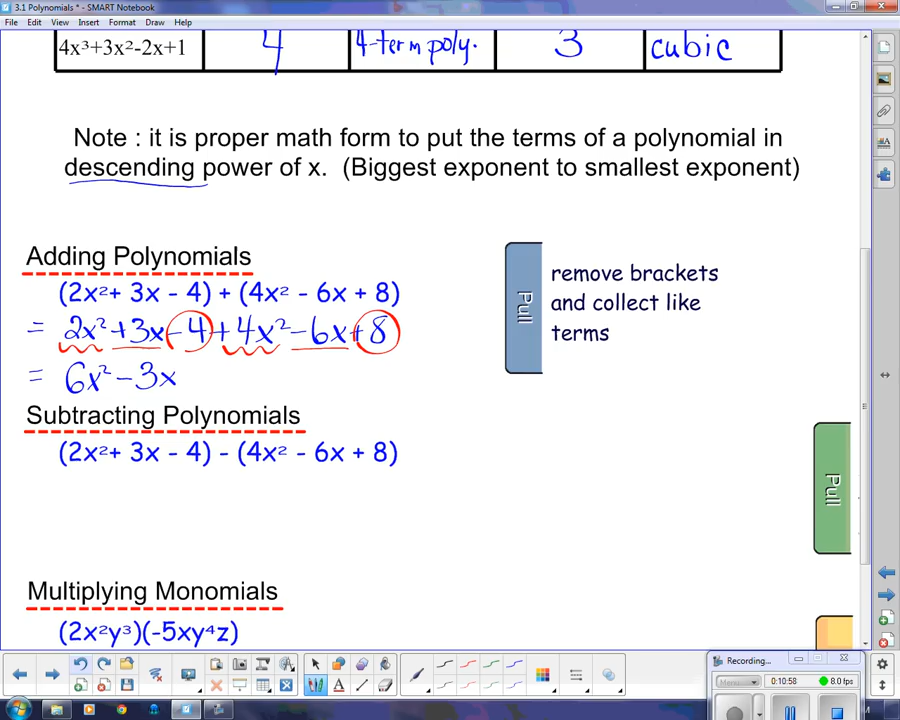 3.1 Polynomials * - SMART Notebook
File Edit View Insert Format Draw Help
4x³+3x²-2x+1 4 4-term poly. 3 cubic
Note : it is proper math form to put the terms of a polynomial in
descending power of x. (Biggest exponent to smallest exponent)
Adding Polynomials
(2x²+ 3x - 4) + (4x² - 6x + 8)
= 2x² +3x -4 +4x² -6x +8
= 6x² -3x
Pull
remove brackets
and collect like
terms
Subtracting Polynomials
(2x²+ 3x - 4) - (4x² - 6x + 8)
Pull
Multiplying Monomials
(2x²y³)(-5xy⁴z)
Recording...
Menu
0:10:58 8.0 fps